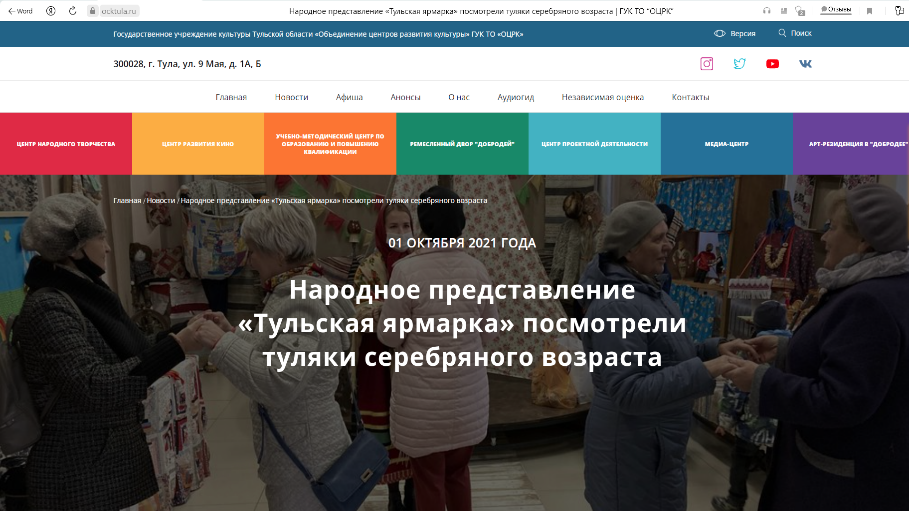 Word
ocktula.ru
Народное представление «Тульская ярмарка» посмотрели туляки серебряного возраста | ГУК ТО "ОЦРК"
Отзывы
2
Государственное учреждение культуры Тульской области «Объединение центров развития культуры» ГУК ТО «ОЦРК»
Версия
Поиск
300028, г. Тула, ул. 9 Мая, д. 1А, Б
Главная
Новости
Афиша
Анонсы
О нас
Аудиогид
Независимая оценка
Контакты
ЦЕНТР НАРОДНОГО ТВОРЧЕСТВА
ЦЕНТР РАЗВИТИЯ КИНО
УЧЕБНО-МЕТОДИЧЕСКИЙ ЦЕНТР ПО
ОБРАЗОВАНИЮ И ПОВЫШЕНИЮ
КВАЛИФИКАЦИИ
РЕМЕСЛЕННЫЙ ДВОР "ДОБРОДЕЙ"
ЦЕНТР ПРОЕКТНОЙ ДЕЯТЕЛЬНОСТИ
МЕДИА-ЦЕНТР
АРТ-РЕЗИДЕНЦИЯ В "ДОБРОДЕЕ"
Главная / Новости / Народное представление «Тульская ярмарка» посмотрели туляки серебряного возраста
01 ОКТЯБРЯ 2021 ГОДА
Народное представление
«Тульская ярмарка» посмотрели
туляки серебряного возраста